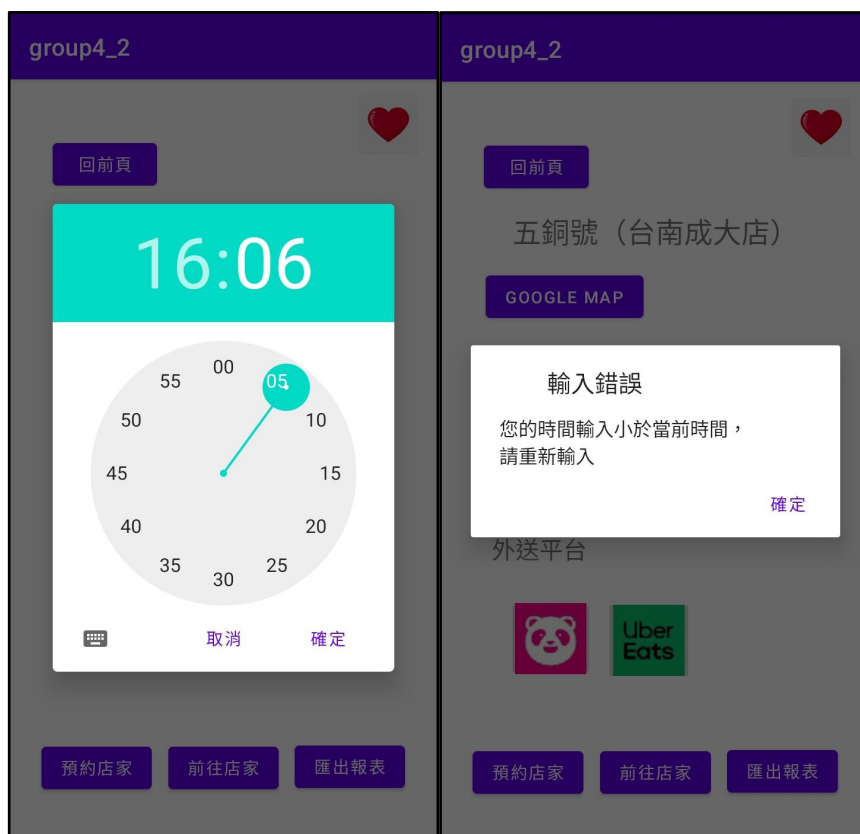 group4_2
回前頁
16:06
00
55
05
50
10
45
15
40
20
35
25
30
取消
確定
預約店家
前往店家
匯出報表
group4_2
回前頁
五銅號（台南成大店）
GOOGLE MAP
輸入錯誤
您的時間輸入小於當前時間，
請重新輸入
確定
外送平台
Uber
Eats
預約店家
前往店家
匯出報表